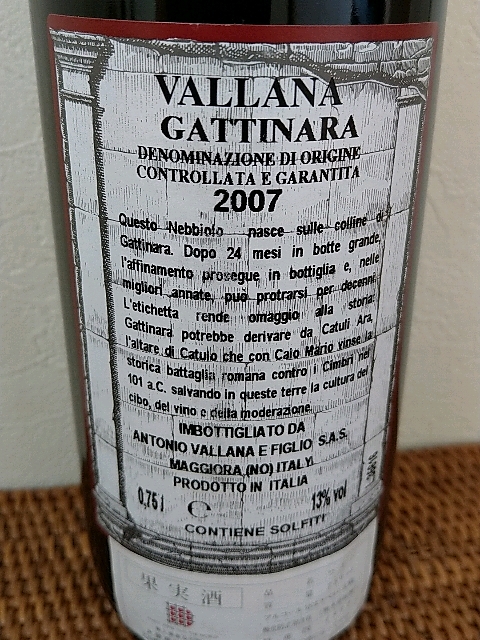 VALLANA
GATTINARA
DENOMINAZIONE DI ORIGINE
CONTROLLATA E GARANTITA
2007
Questo Nebbiolo nasce sulle colline di
Gattinara. Dopo 24 mesi in botte grande,
l'affinamento prosegue in bottiglia e, nelle
migliori annate, può protrarsi per decenni.
L'etichetta rende omaggio alla storia:
Gattinara potrebbe derivare da Catuli Ara,
l'altare di Catulo che con Caio Mario vinse la
storica battaglia romana contro i Cimbri nel
101 a.C. salvando in queste terre la cultura del
cibo, del vino e della moderazione.
IMBOTTIGLIATO DA
ANTONIO VALLANA E FIGLIO S.A.S.
MAGGIORA (NO) ITALY
PRODOTTO IN ITALIA
0,75 l e 13% vol
CONTIENE SOLFITI
果実酒